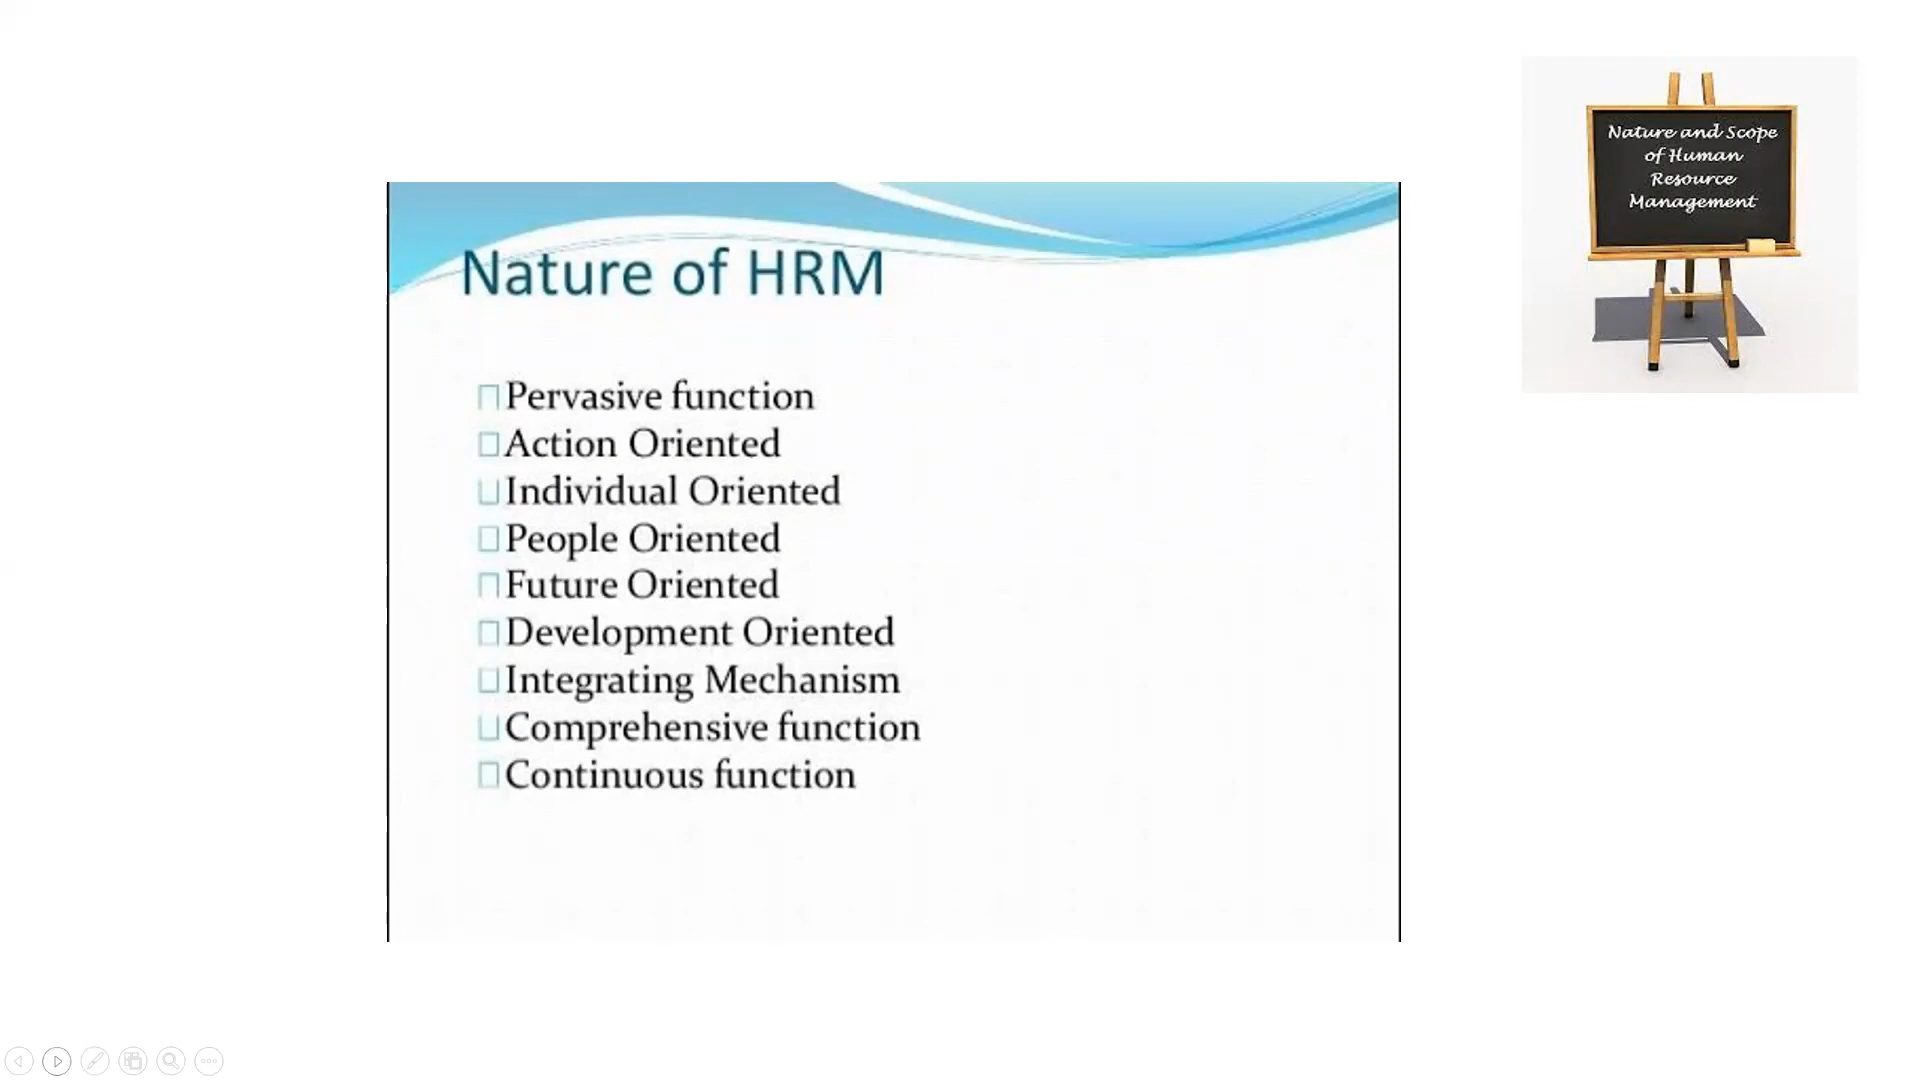 Nature of HRM
Pervasive function
Action Oriented
Individual Oriented
People Oriented
Future Oriented
Development Oriented
Integrating Mechanism
Comprehensive function
Continuous function
Nature and Scope
of Human
Resource
Management